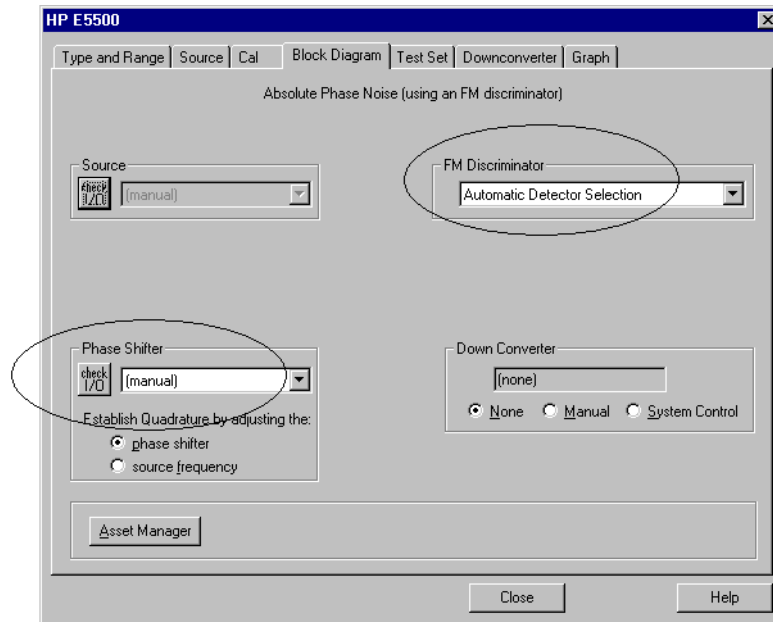 HP E5500
Type and Range Source Cal Block Diagram Test Set Downconverter Graph
Absolute Phase Noise (using an FM discriminator)
Source
check I/O
(manual)
FM Discriminator
Automatic Detector Selection
Phase Shifter
check I/O
(manual)
Establish Quadrature by adjusting the:
phase shifter
source frequency
Down Converter
(none)
None Manual System Control
Asset Manager
Close Help